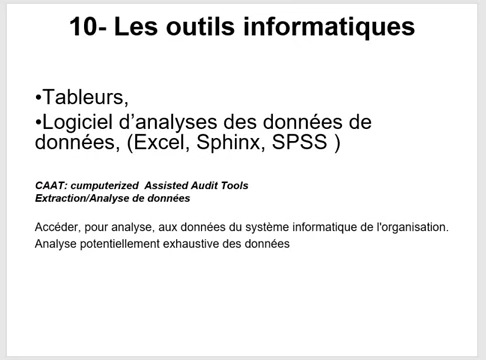 10- Les outils informatiques
•Tableurs,
•Logiciel d’analyses des données de
données, (Excel, Sphinx, SPSS )
CAAT: cumputerized  Assisted Audit Tools
Extraction/Analyse de données
Accéder, pour analyse, aux données du système informatique de l'organisation.
Analyse potentiellement exhaustive des données